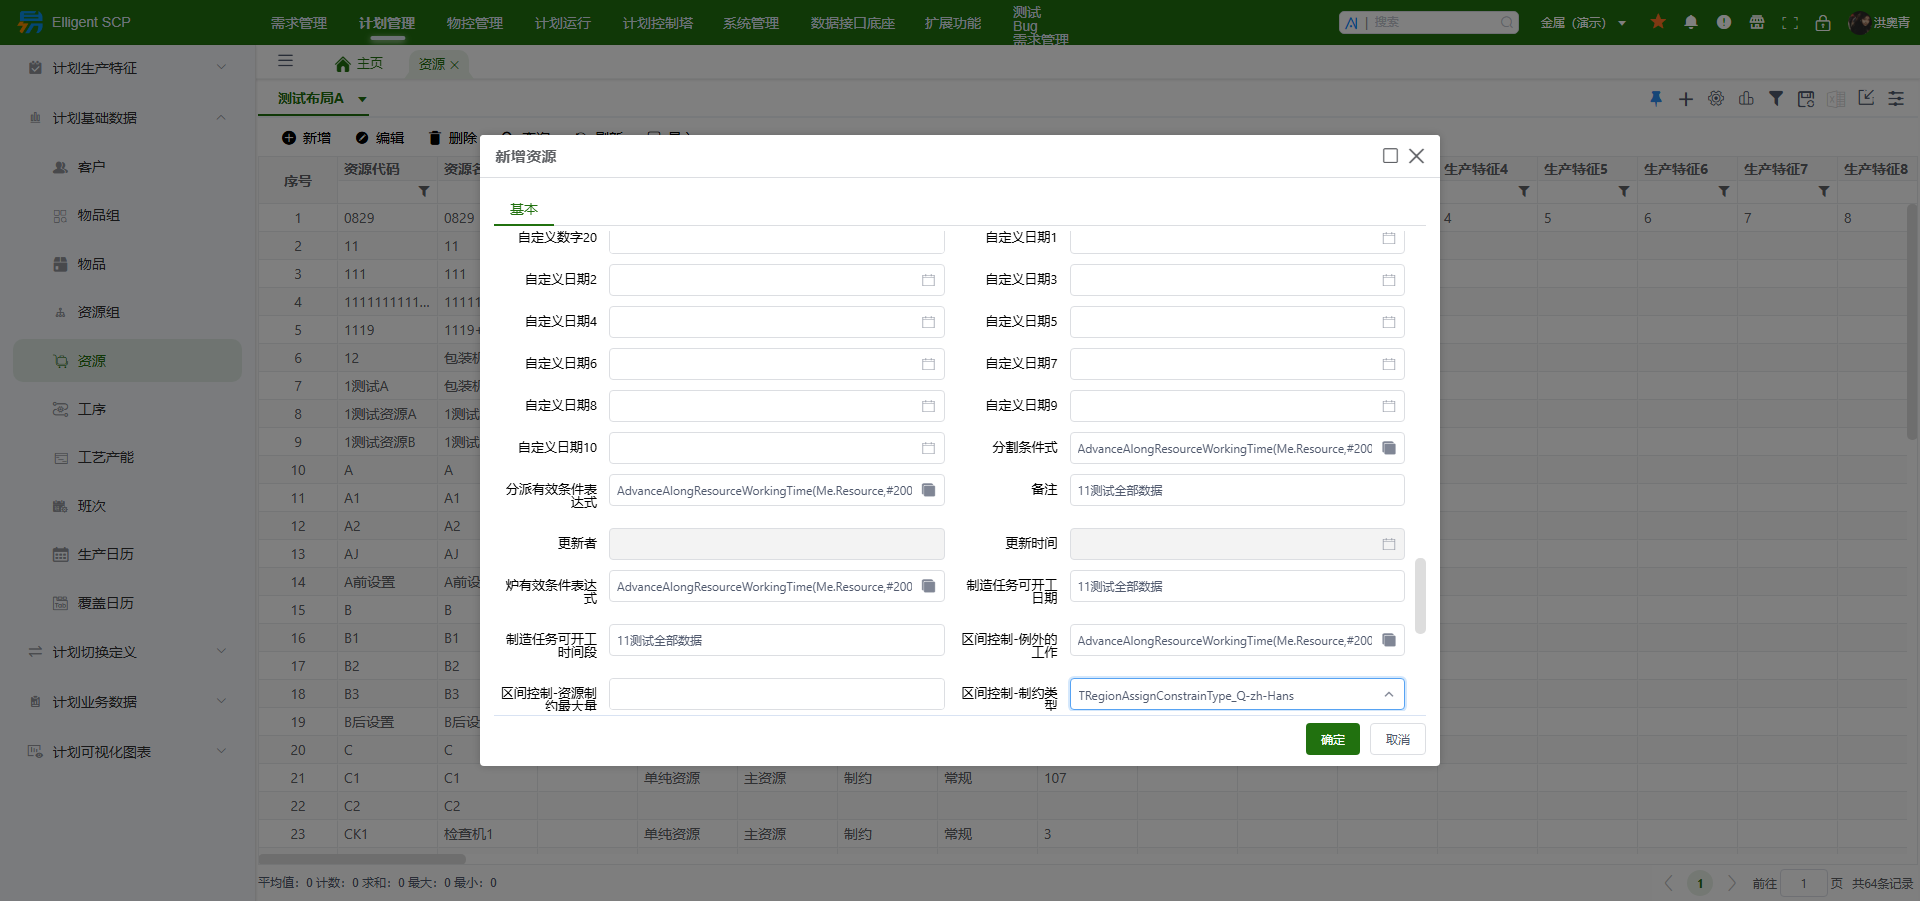 Elligent SCP
需求管理
计划管理
物控管理
计划运行
计划控制塔
系统管理
数据接口底座
扩展功能
测试
Bug
需求管理
AI | 搜索
金属（演示）
洪奥青
计划生产特征
计划基础数据
客户
物品组
物品
资源组
资源
工序
工艺产能
班次
生产日历
覆盖日历
计划切换定义
计划业务数据
计划可视化图表
主页
资源
测试布局A
新增
编辑
删除
序号
资源代码
生产特征4
生产特征5
生产特征6
生产特征7
生产特征8
1 0829 0829 4 5 6 7 8
2 11 11
3 111 111
4 1111111111... 11111
5 1119 1119+
6 12 包装机
7 1测试A 包装机
8 1测试资源A 1测试
9 1测试资源B 1测试
10 A A
11 A1 A1
12 A2 A2
13 AJ AJ
14 A前设置 A前设
15 B B
16 B1 B1
17 B2 B2
18 B3 B3
19 B后设置 B后设
20 C C
21 C1 C1 单纯资源 主资源 制约 常规 107
22 C2 C2
23 CK1 检查机1 单纯资源 主资源 制约 常规 3
平均值：0 计数：0 求和：0 最大：0 最小：0
1
前往 1 页 共64条记录
新增资源
基本
自定义数字20
自定义日期1
自定义日期2
自定义日期3
自定义日期4
自定义日期5
自定义日期6
自定义日期7
自定义日期8
自定义日期9
自定义日期10
分割条件式 AdvanceAlongResourceWorkingTime(Me.Resource,#200
分派有效条件表
达式
AdvanceAlongResourceWorkingTime(Me.Resource,#200
备注 11测试全部数据
更新者
更新时间
炉有效条件表达
式
AdvanceAlongResourceWorkingTime(Me.Resource,#200
制造任务可开工
日期
11测试全部数据
制造任务可开工
时间段
11测试全部数据
区间控制-例外的
工作
AdvanceAlongResourceWorkingTime(Me.Resource,#200
区间控制-资源制
约最大量
区间控制-制约类
型
TRegionAssignConstrainType_Q-zh-Hans
确定
取消